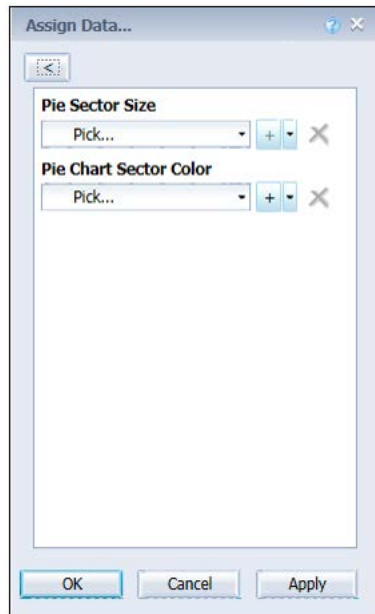 Assign Data...
<
Pie Sector Size
Pick...
+
Pie Chart Sector Color
Pick...
+
OK Cancel Apply